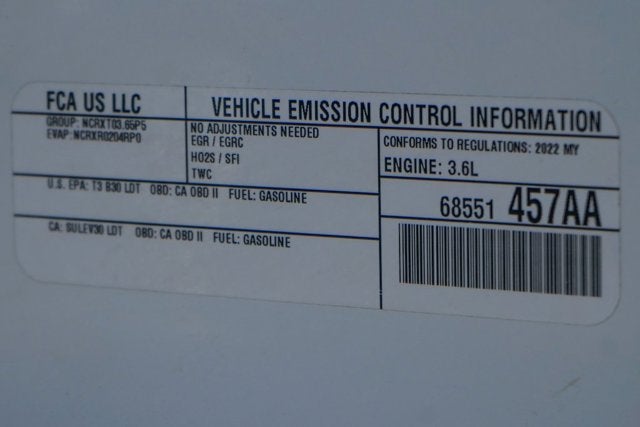 FCA US LLC
VEHICLE EMISSION CONTROL INFORMATION
GROUP: NCRXT03.65P5
EVAP: NCRXR0204RP0
NO ADJUSTMENTS NEEDED
EGR / EGRC
HO2S / SFI
TWC
CONFORMS TO REGULATIONS: 2022 MY
ENGINE: 3.6L
U.S. EPA: T3 B30 LDT OBD: CA OBD II FUEL: GASOLINE
CA: SULEV30 LDT OBD: CA OBD II FUEL: GASOLINE
68551 457AA